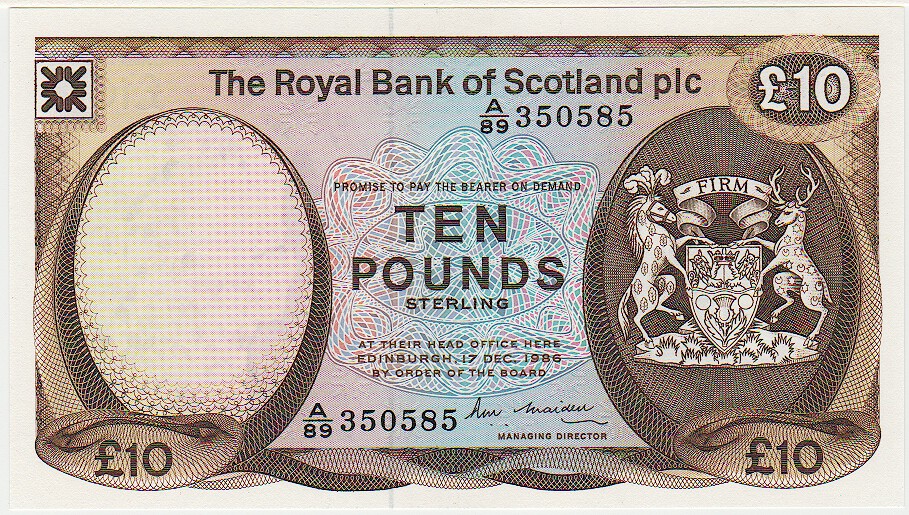 The Royal Bank of Scotland plc
£10
A/89 350585
FIRM
PROMISE TO PAY THE BEARER ON DEMAND
TEN
POUNDS
STERLING
AT THEIR HEAD OFFICE HERE
EDINBURGH, 17 DEC. 1986
BY ORDER OF THE BOARD
A/89 350585
MANAGING DIRECTOR
£10
£10